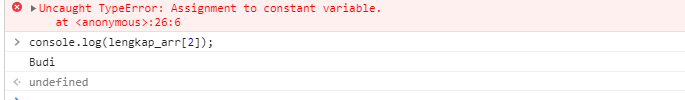 Uncaught TypeError: Assignment to constant variable.
at <anonymous>:26:6
console.log(lengkap_arr[2]);
Budi
undefined